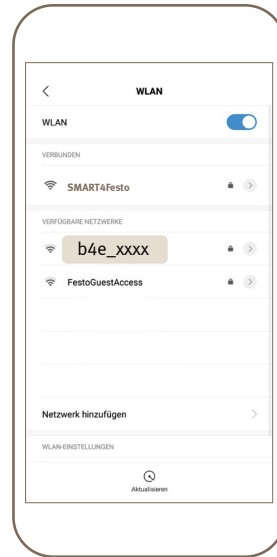 WLAN
WLAN
VERBUNDEN
SMART4Festo
VERFÜGBARE NETZWERKE
b4e_xxxx
FestoGuestAccess
Netzwerk hinzufügen
WLAN-EINSTELLUNGEN
Aktualisieren